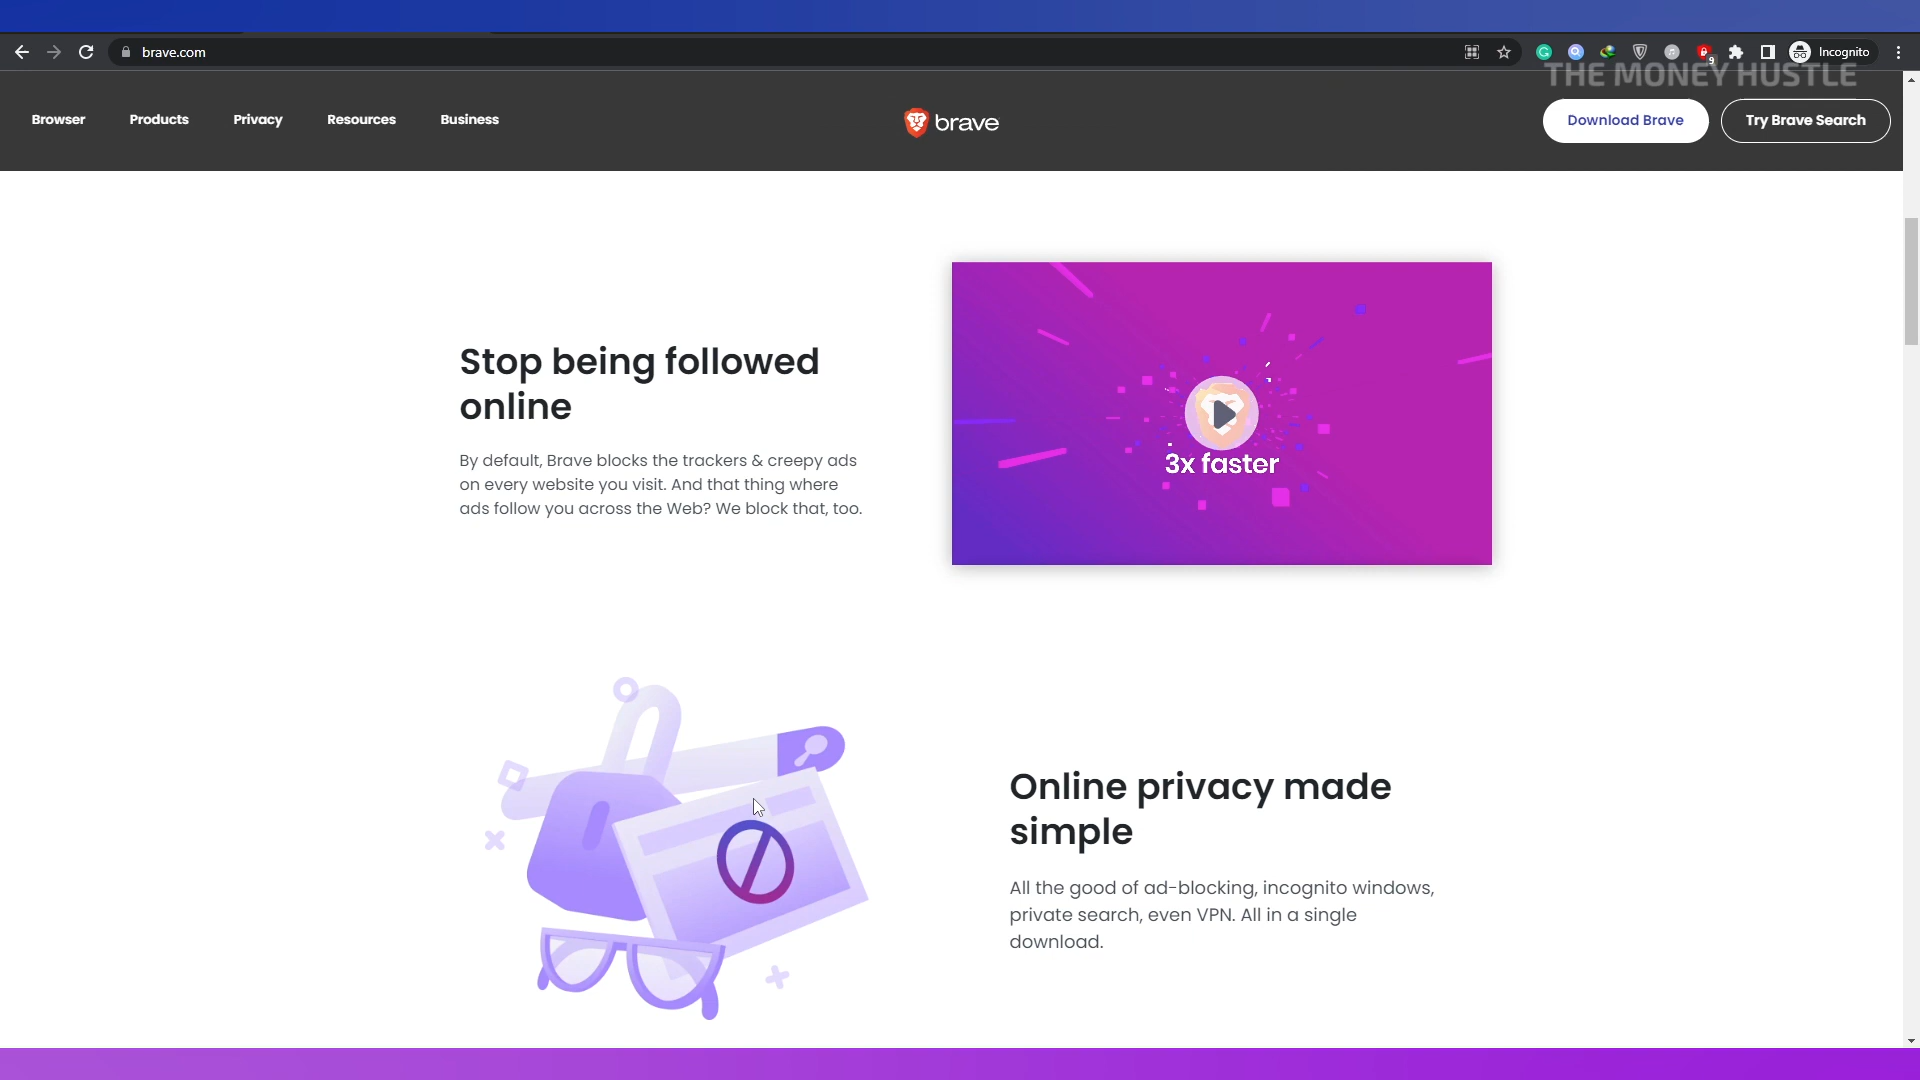 brave.com
9
Incognito
THE MONEY HUSTLE
Browser Products Privacy Resources Business
brave
Download Brave
Try Brave Search
Stop being followed
online
By default, Brave blocks the trackers & creepy ads
on every website you visit. And that thing where
ads follow you across the Web? We block that, too.
3x faster
Online privacy made
simple
All the good of ad-blocking, incognito windows,
private search, even VPN. All in a single
download.